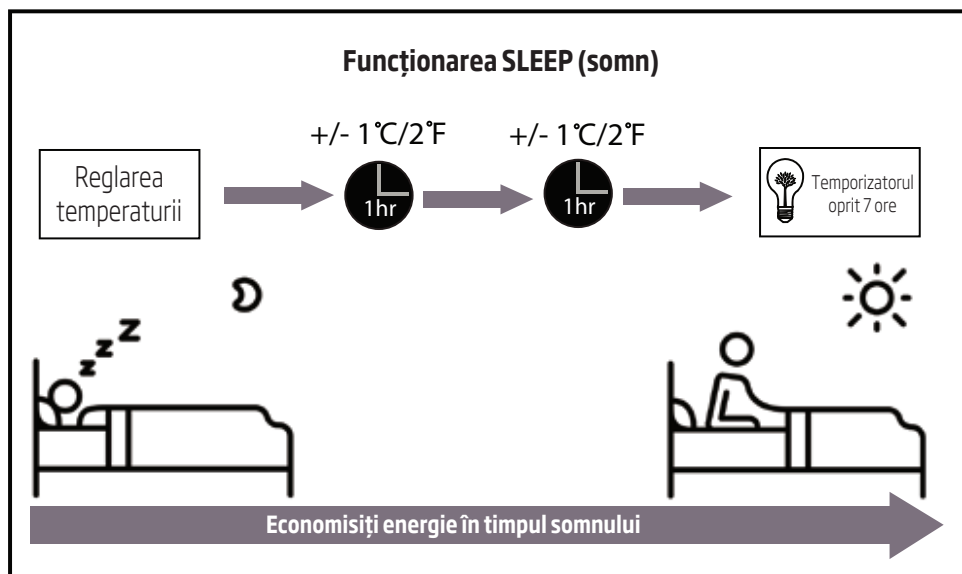 Funcționarea SLEEP (somn)
+/- 1°C/2°F
+/- 1°C/2°F
Reglarea
temperaturii
1hr
1hr
Temporizatorul
oprit 7 ore
z z Z Z
Economisiți energie în timpul somnului